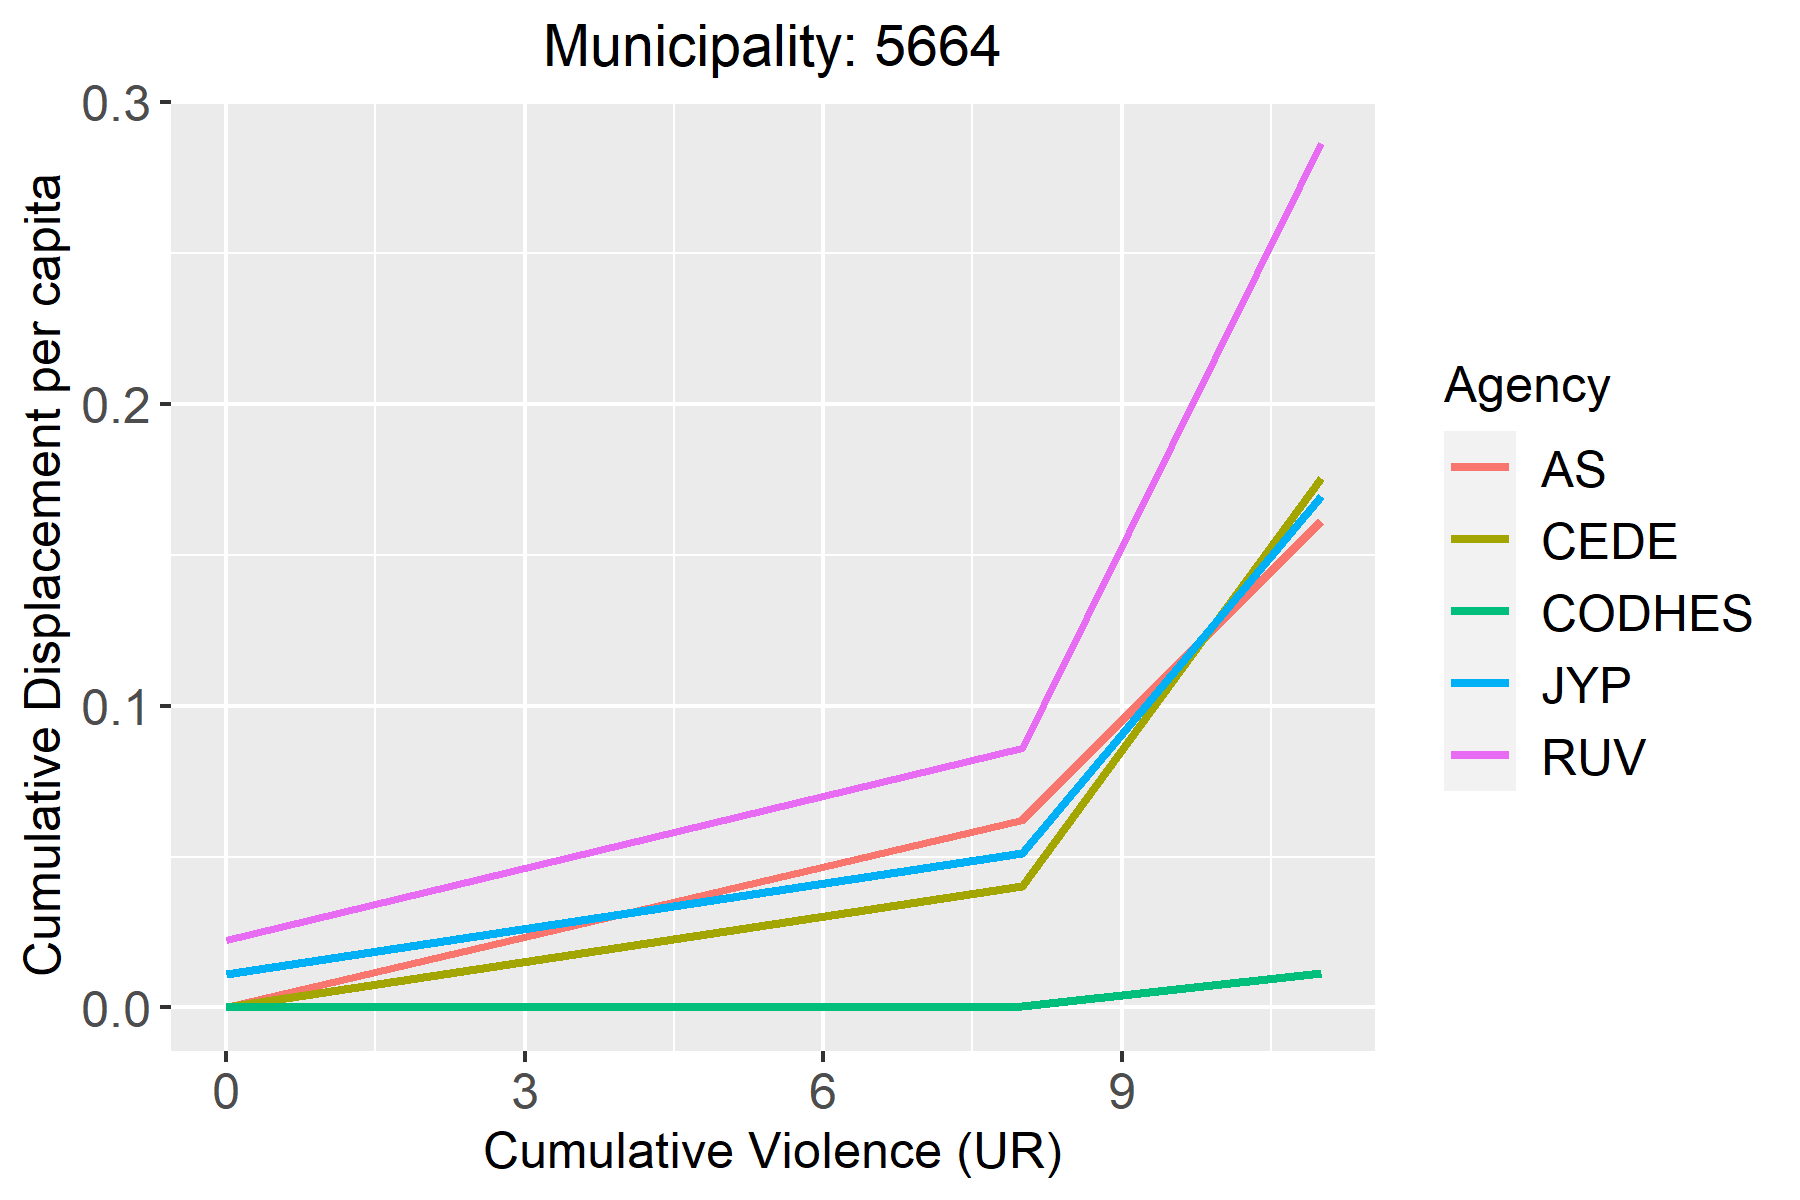 Municipality: 5664
Cumulative Displacement per capita
0.3
0.2
0.1
0.0
0
3
6
9
Cumulative Violence (UR)
Agency
AS
CEDE
CODHES
JYP
RUV